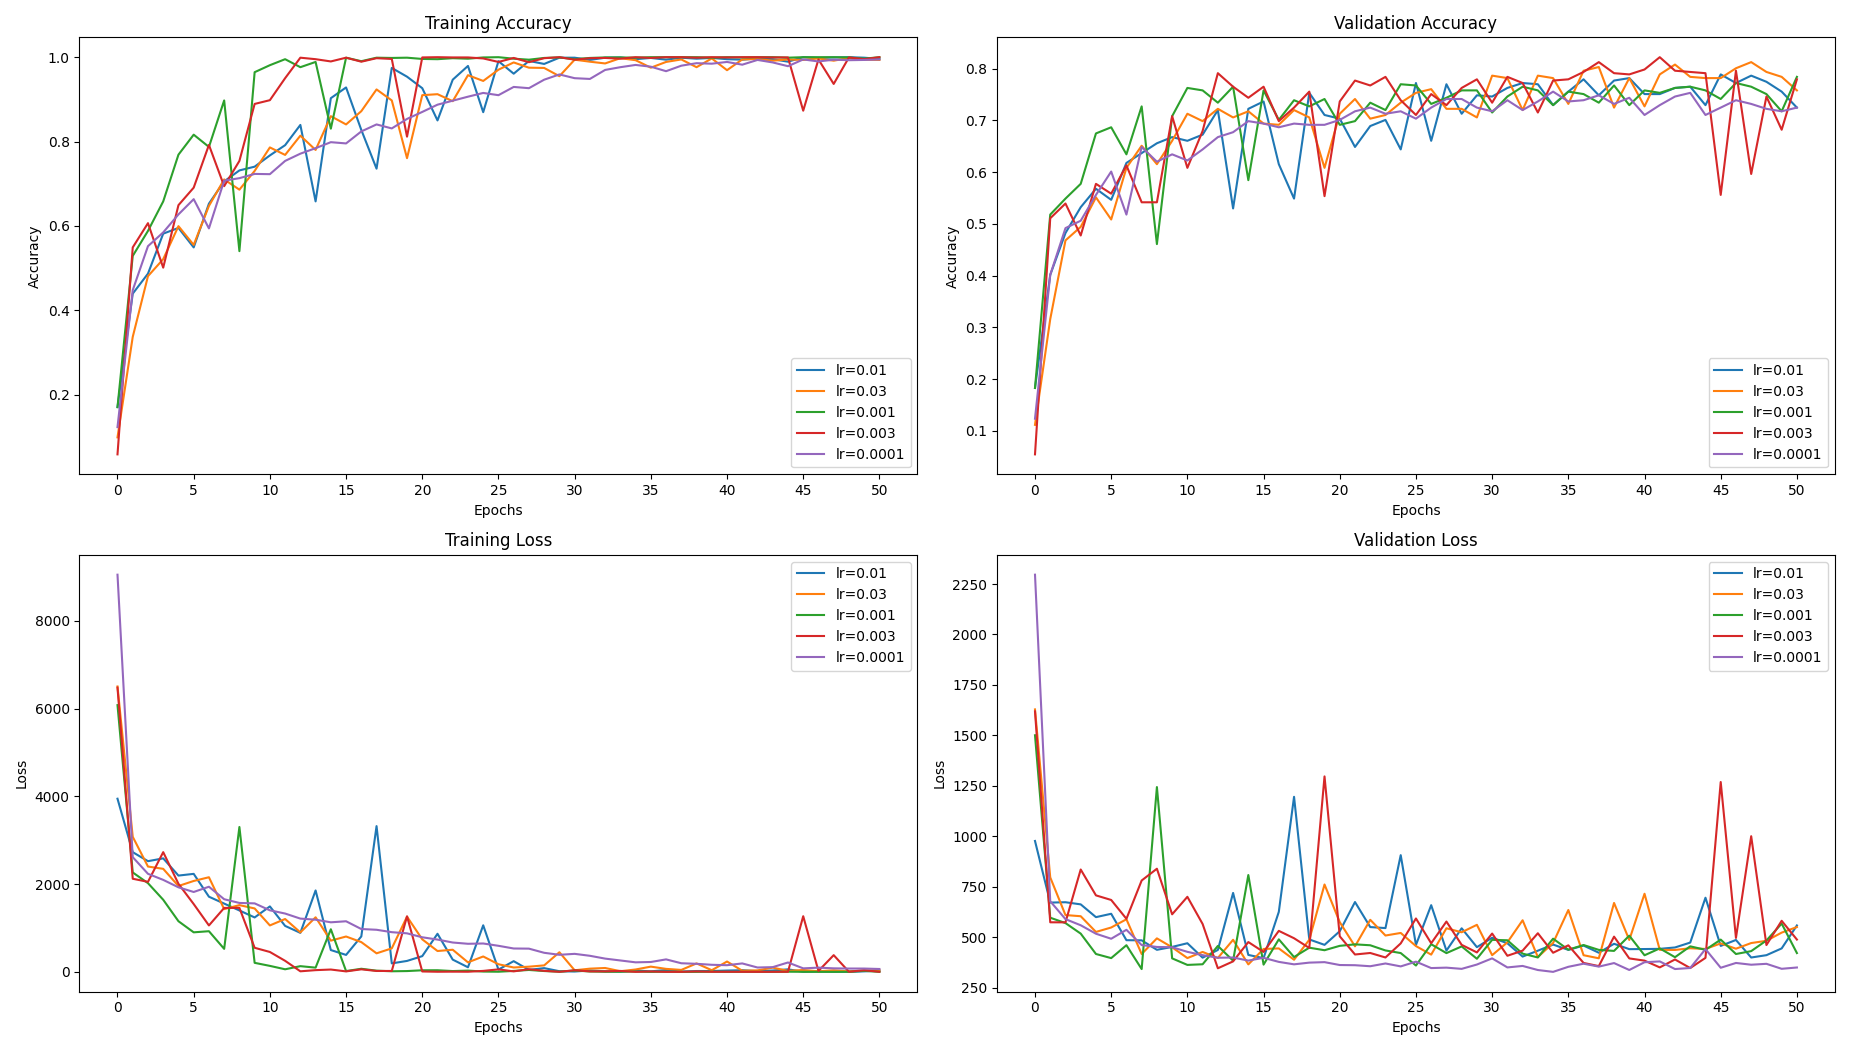 Training Accuracy
Accuracy
1.0
0.8
0.6
0.4
0.2
lr=0.01
lr=0.03
lr=0.001
lr=0.003
lr=0.0001
0 5 10 15 20 25 30 35 40 45 50
Epochs
Validation Accuracy
Accuracy
0.8
0.7
0.6
0.5
0.4
0.3
0.2
0.1
lr=0.01
lr=0.03
lr=0.001
lr=0.003
lr=0.0001
0 5 10 15 20 25 30 35 40 45 50
Epochs
Training Loss
Loss
8000
6000
4000
2000
0
lr=0.01
lr=0.03
lr=0.001
lr=0.003
lr=0.0001
0 5 10 15 20 25 30 35 40 45 50
Epochs
Validation Loss
Loss
2250
2000
1750
1500
1250
1000
750
500
250
lr=0.01
lr=0.03
lr=0.001
lr=0.003
lr=0.0001
0 5 10 15 20 25 30 35 40 45 50
Epochs